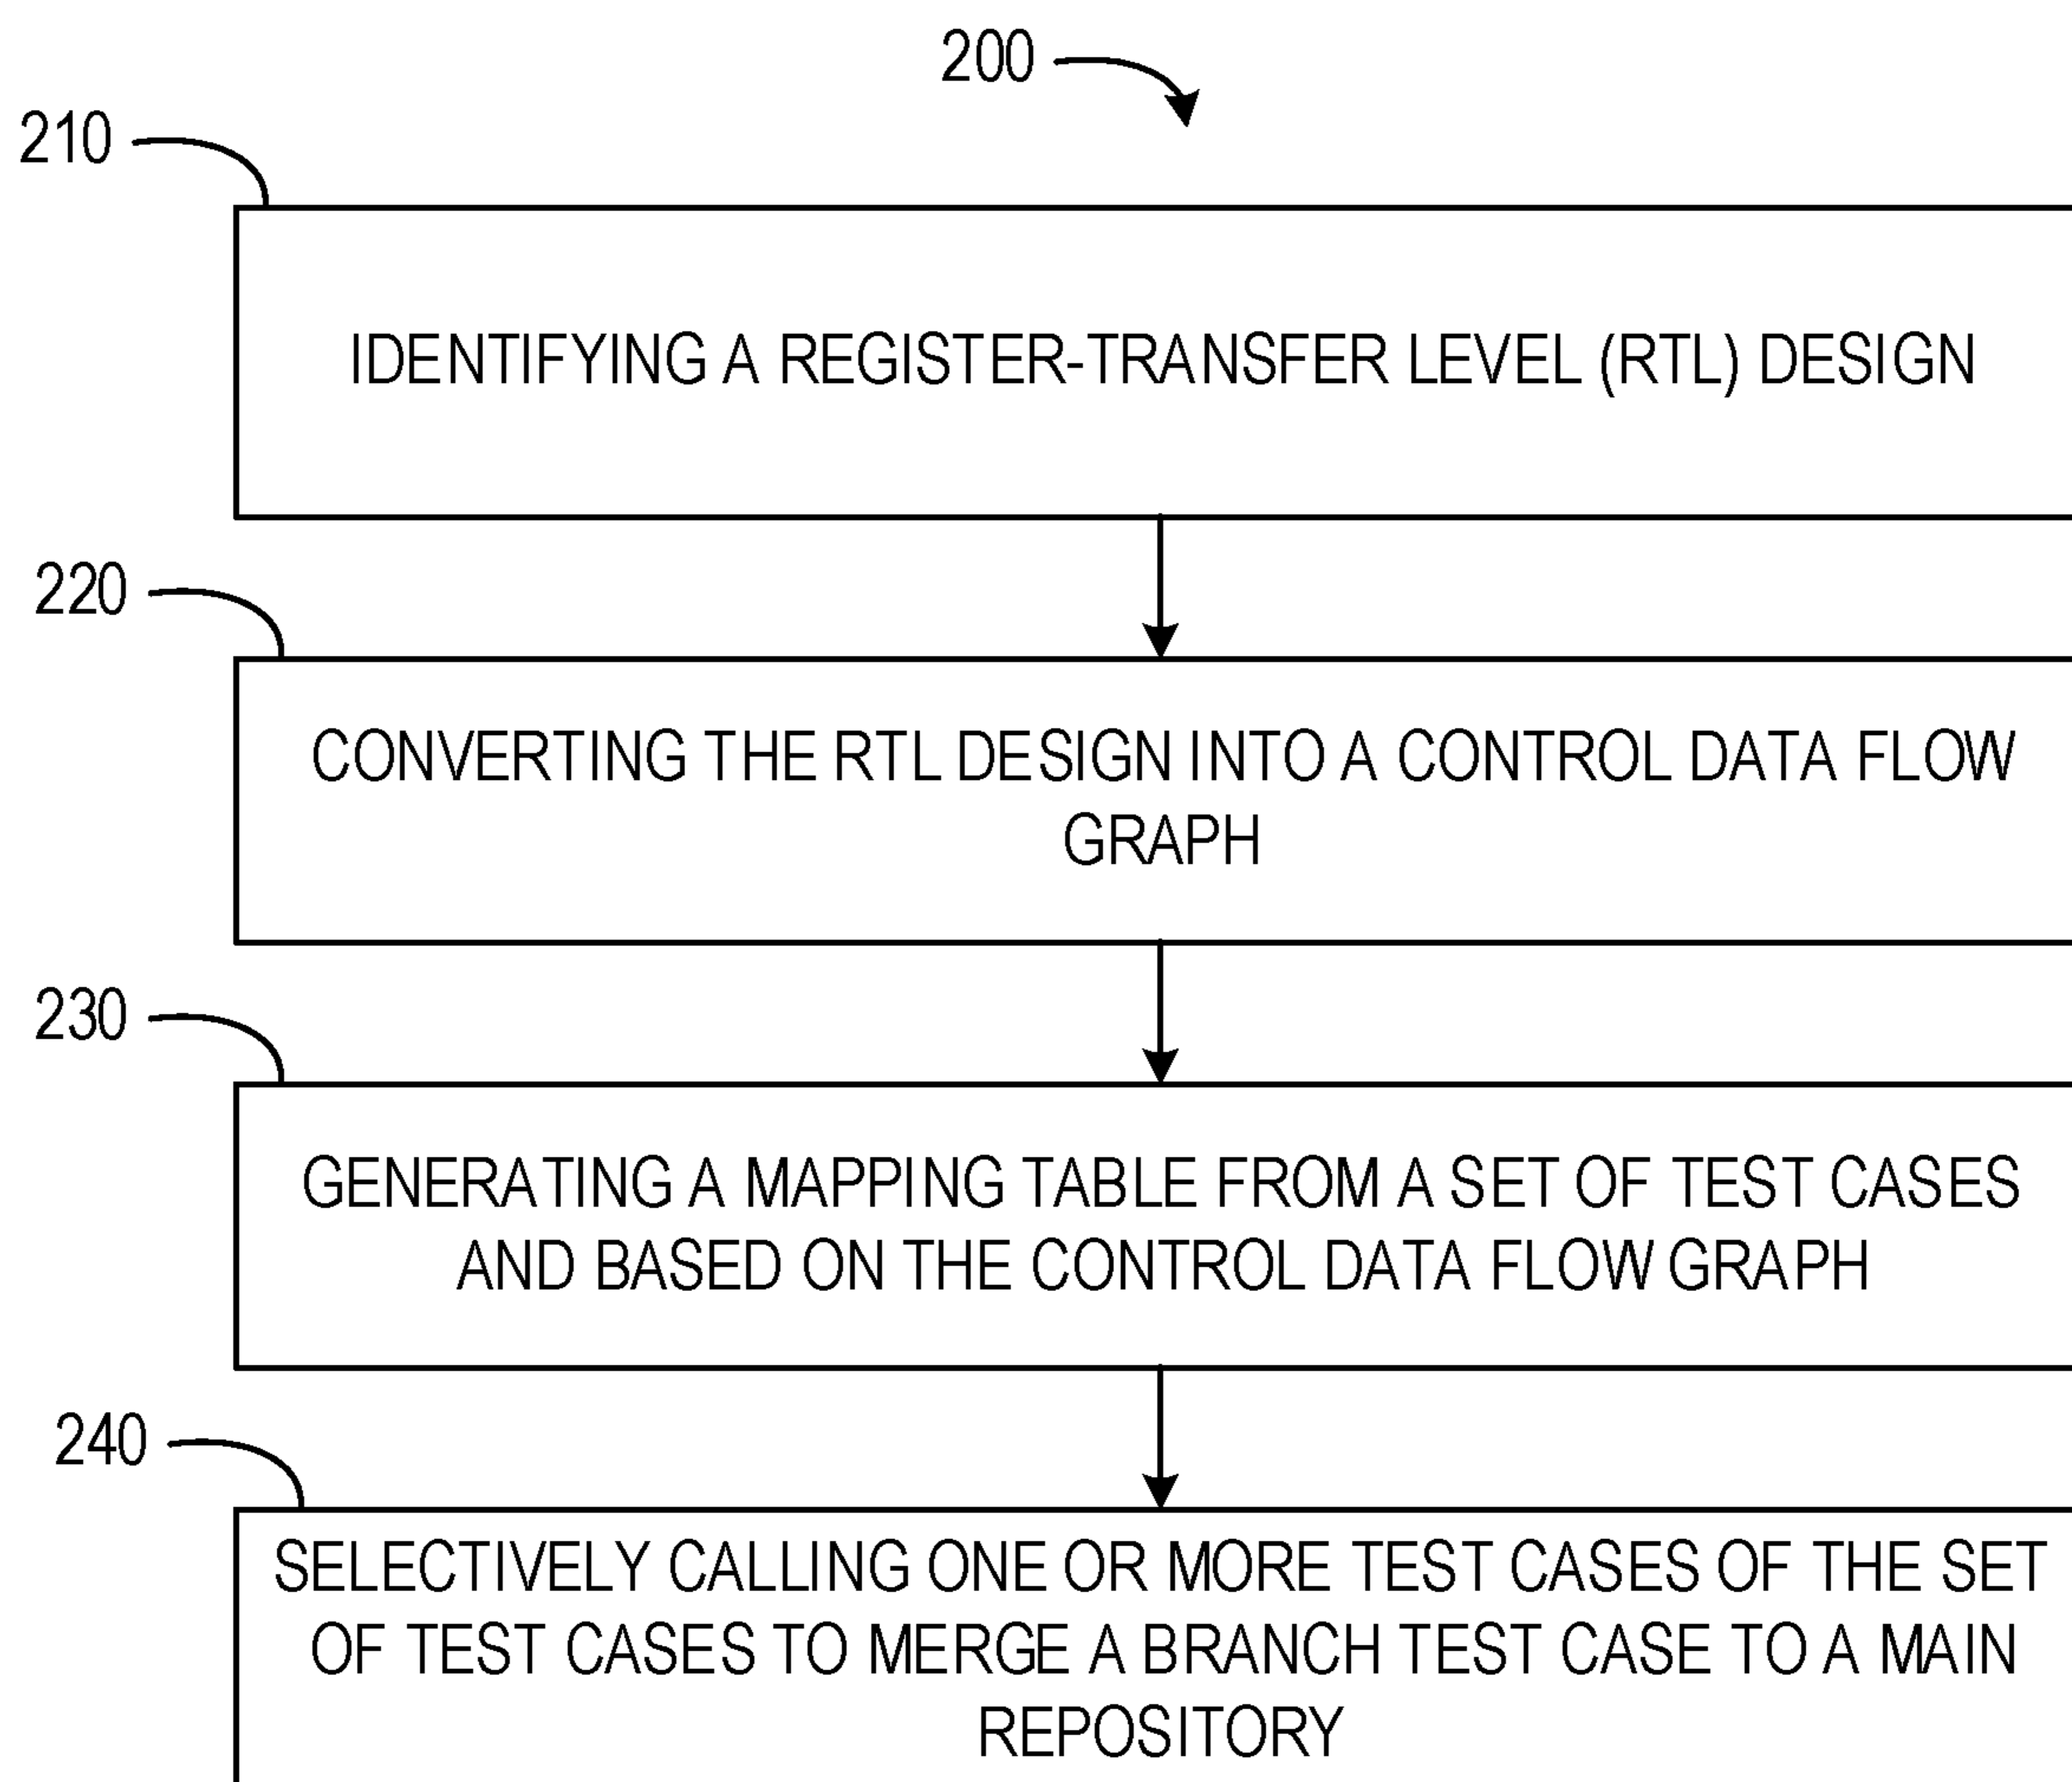 200
210
IDENTIFYING A REGISTER-TRANSFER LEVEL (RTL) DESIGN
220
CONVERTING THE RTL DESIGN INTO A CONTROL DATA FLOW
GRAPH
230
GENERATING A MAPPING TABLE FROM A SET OF TEST CASES
AND BASED ON THE CONTROL DATA FLOW GRAPH
240
SELECTIVELY CALLING ONE OR MORE TEST CASES OF THE SET
OF TEST CASES TO MERGE A BRANCH TEST CASE TO A MAIN
REPOSITORY